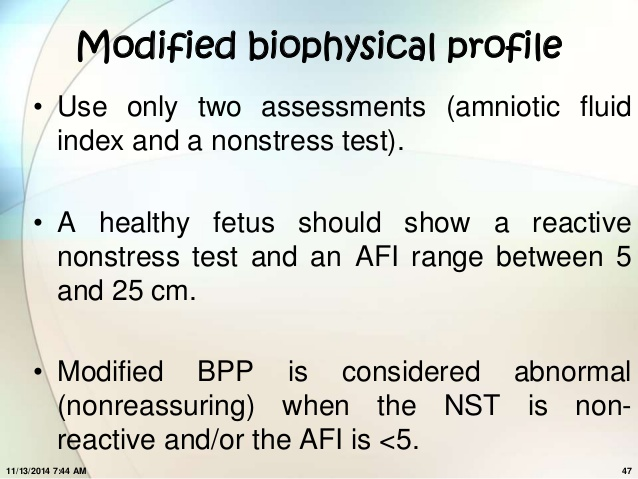 Modified biophysical profile
• Use only two assessments (amniotic fluid
index and a nonstress test).
• A healthy fetus should show a reactive
nonstress test and an AFI range between 5
and 25 cm.
• Modified BPP is considered abnormal
(nonreassuring) when the NST is non-
reactive and/or the AFI is <5.
11/13/2014 7:44 AM 47